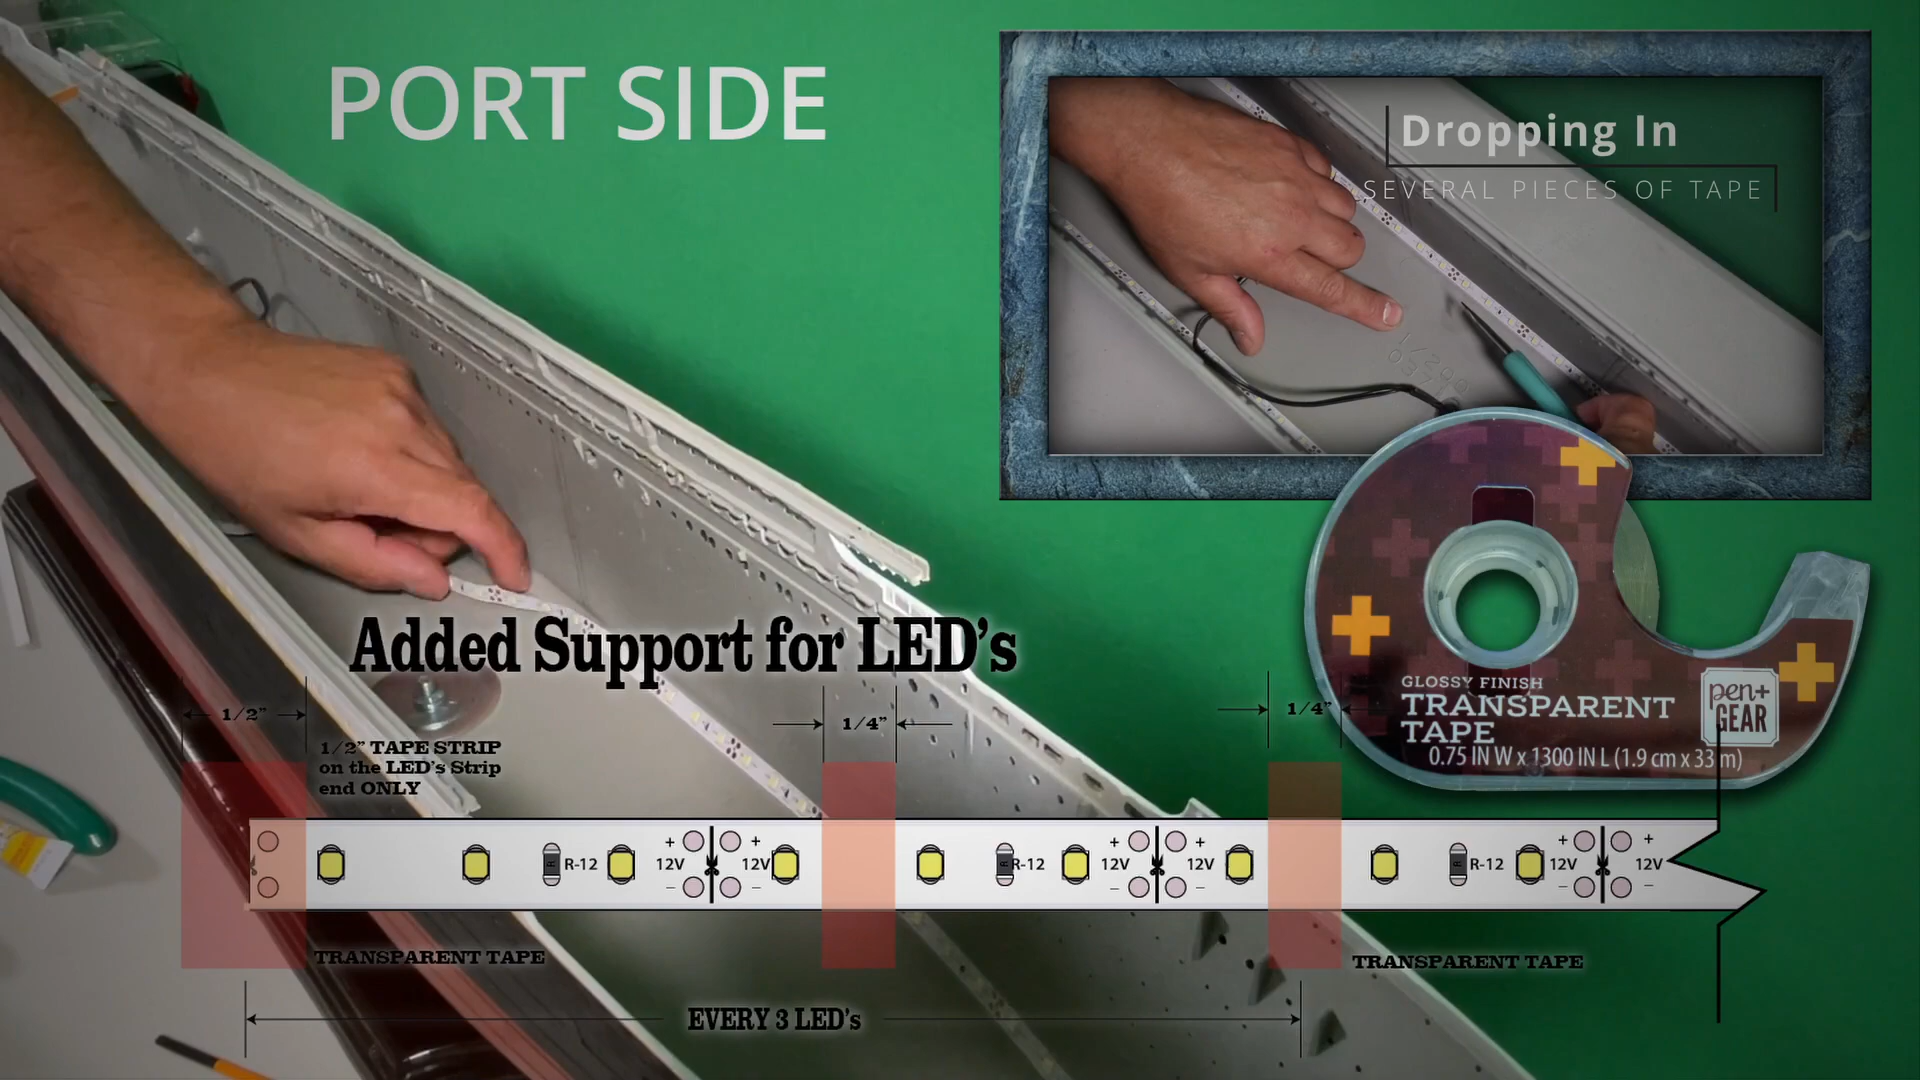 PORT SIDE
Dropping In
SEVERAL PIECES OF TAPE
Added Support for LED's
GLOSSY FINISH
TRANSPARENT
TAPE
pen+
GEAR
0.75 IN W x 1300 IN L (1.9 cm x 33 m)
1/2"
1/4"
1/4"
1/2" TAPE STRIP
on the LED's Strip
end ONLY
R R-12 12V + − + − 12V
R R-12 12V + − + − 12V
R R-12 12V + − + − 12V
TRANSPARENT TAPE
TRANSPARENT TAPE
EVERY 3 LED's